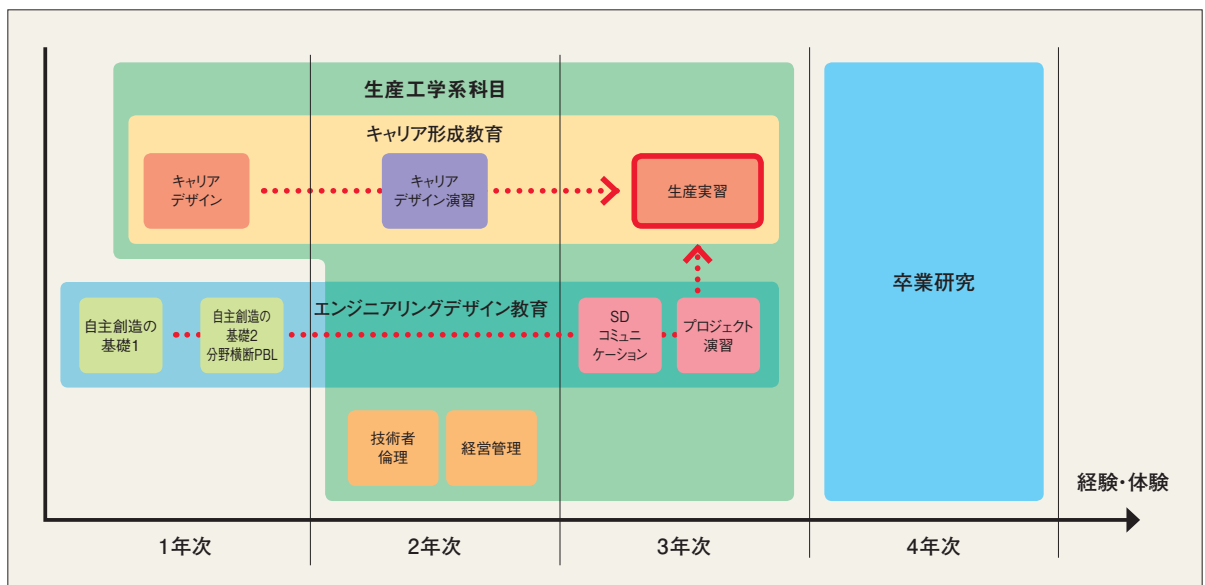 生産工学系科目
キャリア形成教育
キャリア
デザイン
キャリア
デザイン演習
生産実習
エンジニアリングデザイン教育
自主創造の
基礎1
自主創造の
基礎2
分野横断PBL
SD
コミュニ
ケーション
プロジェクト
演習
技術者
倫理
経営管理
卒業研究
経験・体験
1年次
2年次
3年次
4年次